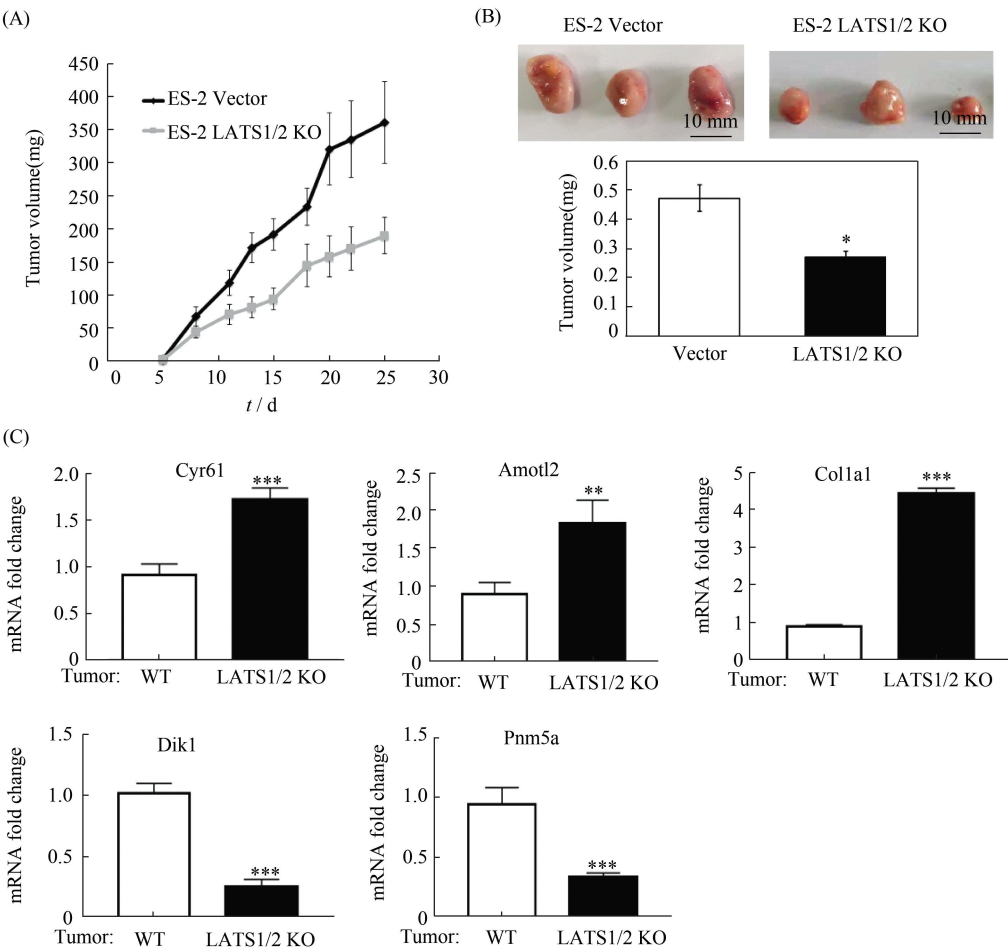 (A)
Tumor volume(mg)
450
400
350
300
250
200
150
100
50
0
ES-2 Vector
ES-2 LATS1/2 KO
0 5 10 15 20 25 30
t / d
(B)
ES-2 Vector ES-2 LATS1/2 KO
10 mm 10 mm
Tumor volume(mg)
0.6
0.5
0.4
0.3
0.2
0.1
0
*
Vector LATS1/2 KO
(C)
Cyr61
mRNA fold change
2.0
1.5
1.0
0.5
0
***
Tumor: WT LATS1/2 KO
Amotl2
mRNA fold change
2.5
2.0
1.5
1.0
0.5
0
**
Tumor: WT LATS1/2 KO
Col1a1
mRNA fold change
5
4
3
2
1
0
***
Tumor: WT LATS1/2 KO
Dik1
mRNA fold change
1.5
1.0
0.5
0
***
Tumor: WT LATS1/2 KO
Pnm5a
mRNA fold change
1.5
1.0
0.5
0
***
Tumor: WT LATS1/2 KO